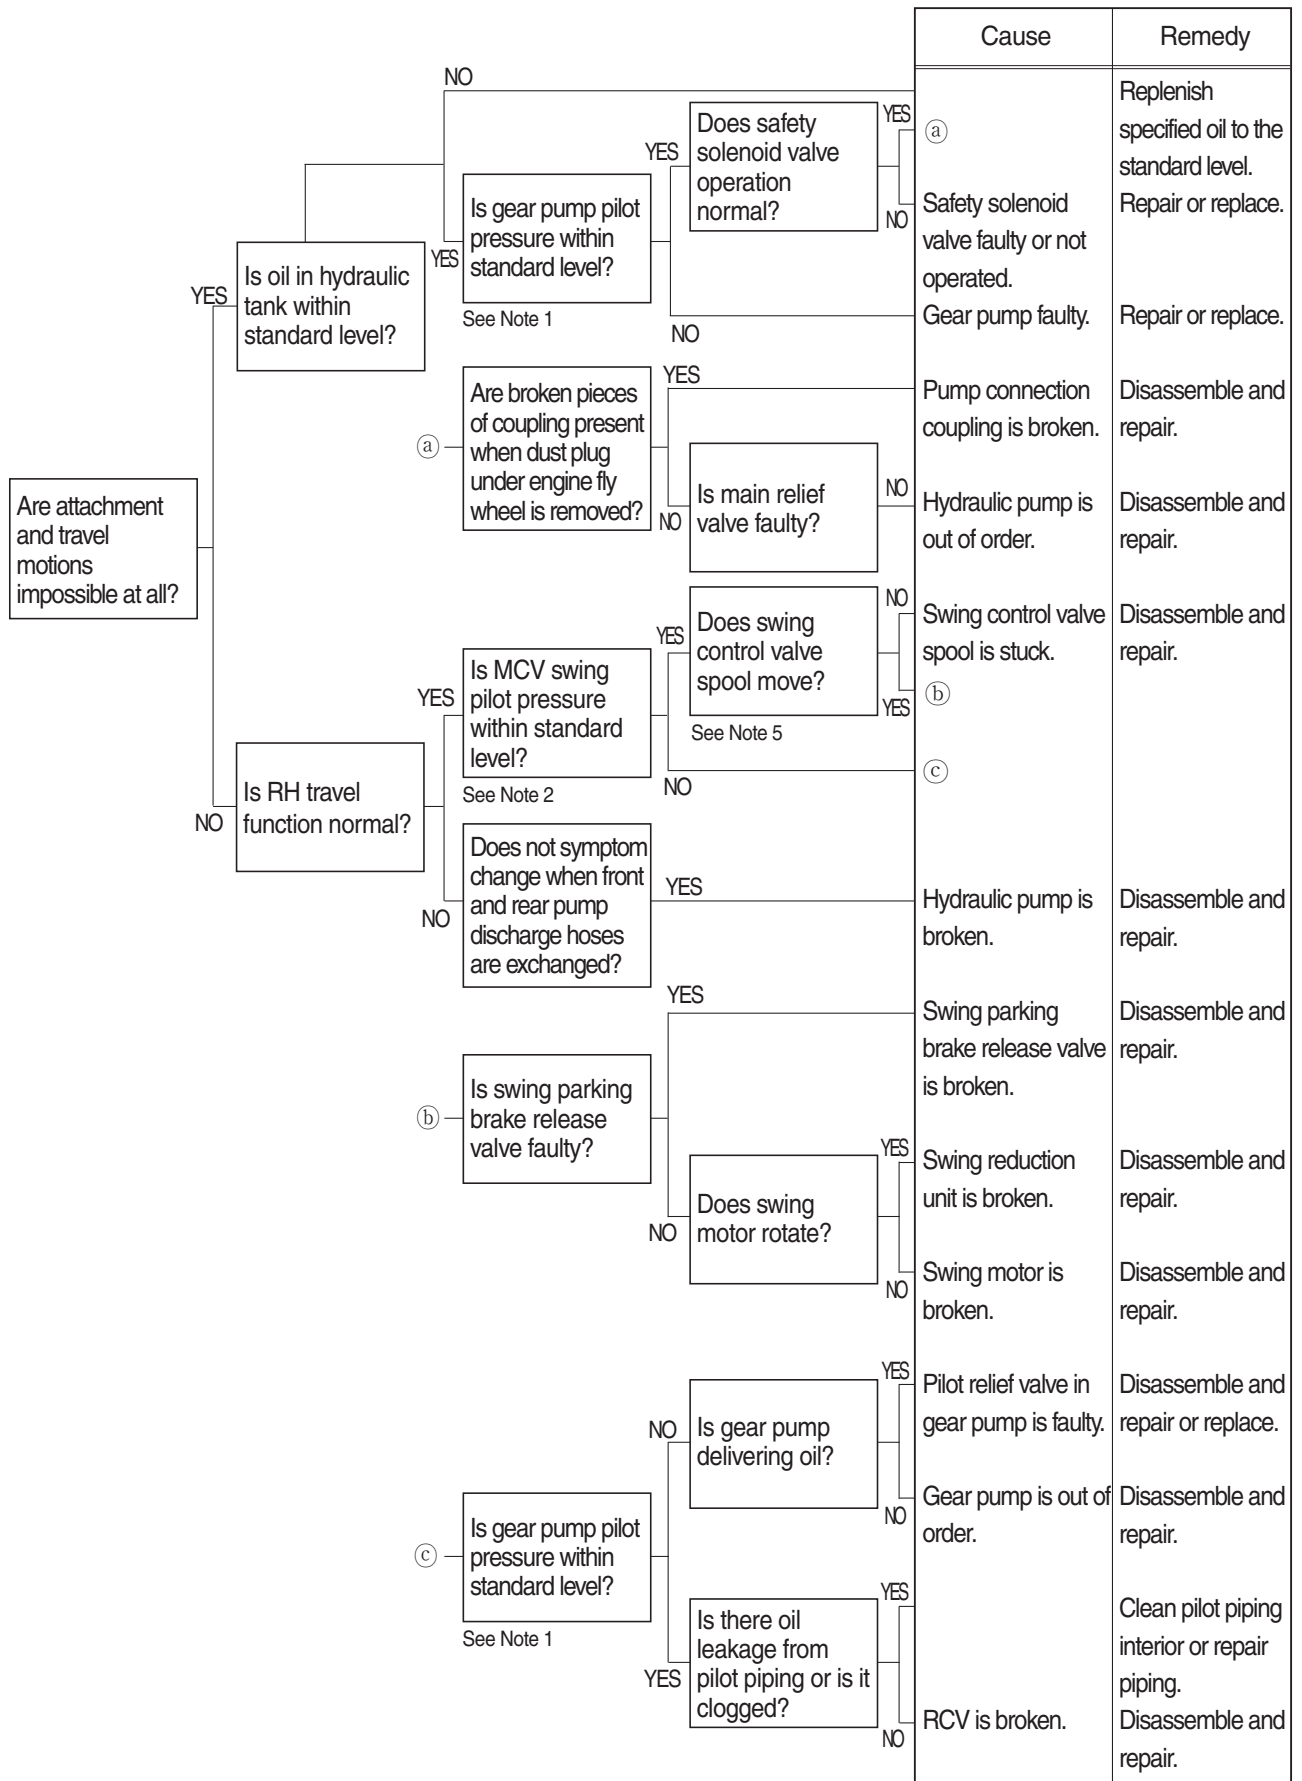 Cause
Remedy
NO
Replenish
specified oil to the
standard level.
Does safety
solenoid valve
operation
normal?
YES
ⓐ
YES
NO
Safety solenoid
valve faulty or not
operated.
Repair or replace.
Is gear pump pilot
pressure within
standard level?
YES
See Note 1
Is oil in hydraulic
tank within
standard level?
YES
NO
Gear pump faulty.
Repair or replace.
ⓐ
Are broken pieces
of coupling present
when dust plug
under engine fly
wheel is removed?
YES
Pump connection
coupling is broken.
Disassemble and
repair.
NO
Is main relief
valve faulty?
NO
Hydraulic pump is
out of order.
Disassemble and
repair.
Are attachment
and travel
motions
impossible at all?
Does swing
control valve
spool move?
NO
Swing control valve
spool is stuck.
Disassemble and
repair.
YES
YES
ⓑ
See Note 5
YES
Is MCV swing
pilot pressure
within standard
level?
See Note 2
NO
ⓒ
NO
Is RH travel
function normal?
NO
Does not symptom
change when front
and rear pump
discharge hoses
are exchanged?
YES
Hydraulic pump is
broken.
Disassemble and
repair.
YES
Swing parking
brake release valve
is broken.
Disassemble and
repair.
ⓑ
Is swing parking
brake release
valve faulty?
NO
Does swing
motor rotate?
YES
Swing reduction
unit is broken.
Disassemble and
repair.
NO
Swing motor is
broken.
Disassemble and
repair.
YES
Pilot relief valve in
gear pump is faulty.
Disassemble and
repair or replace.
NO
Is gear pump
delivering oil?
NO
Gear pump is out of
order.
Disassemble and
repair.
ⓒ
Is gear pump pilot
pressure within
standard level?
See Note 1
YES
Is there oil
leakage from
pilot piping or is it
clogged?
YES
Clean pilot piping
interior or repair
piping.
NO
RCV is broken.
Disassemble and
repair.